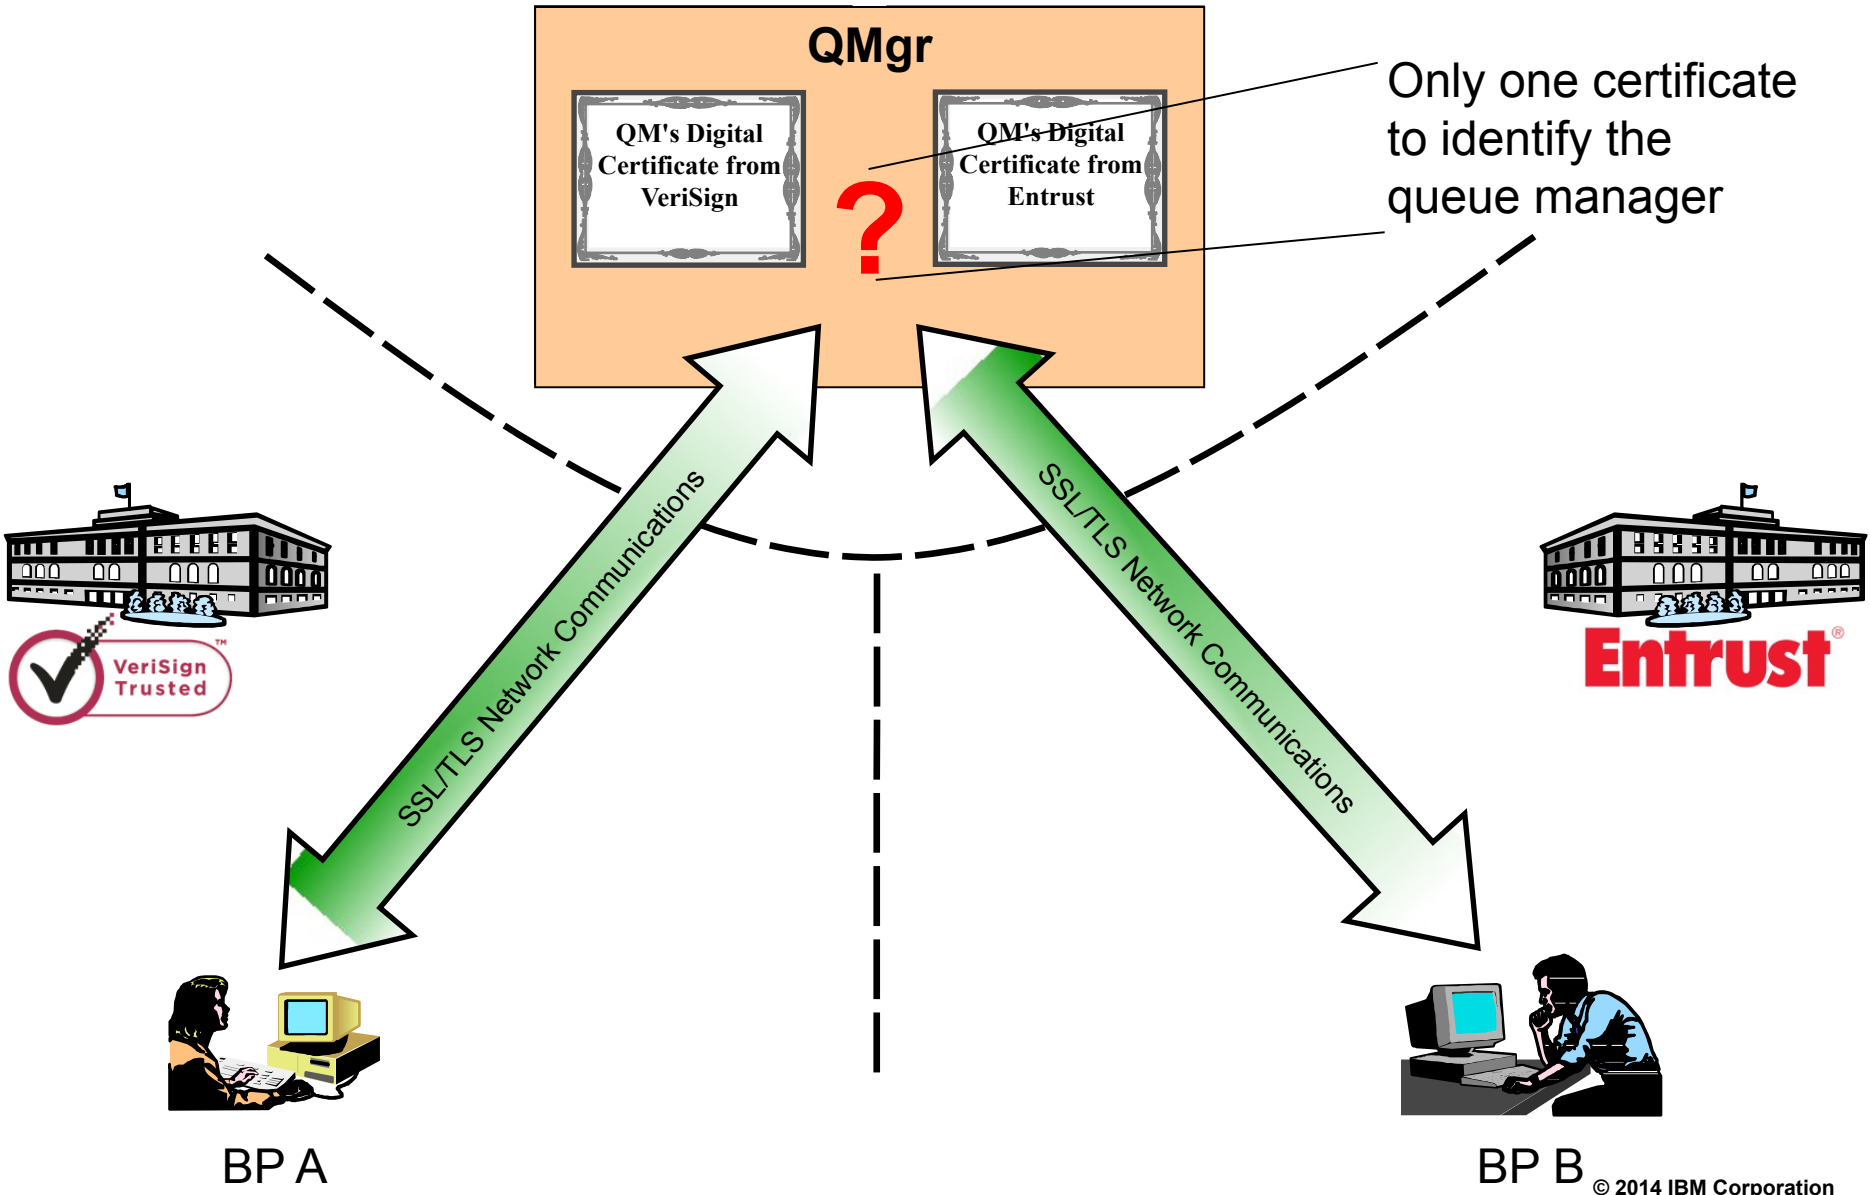 QMgr
QM's Digital
Certificate from
VeriSign
QM's Digital
Certificate from
Entrust
?
Only one certificate
to identify the
queue manager
SSL/TLS Network Communications
SSL/TLS Network Communications
VeriSign™
Trusted
Entrust®
BP A
BP B
© 2014 IBM Corporation